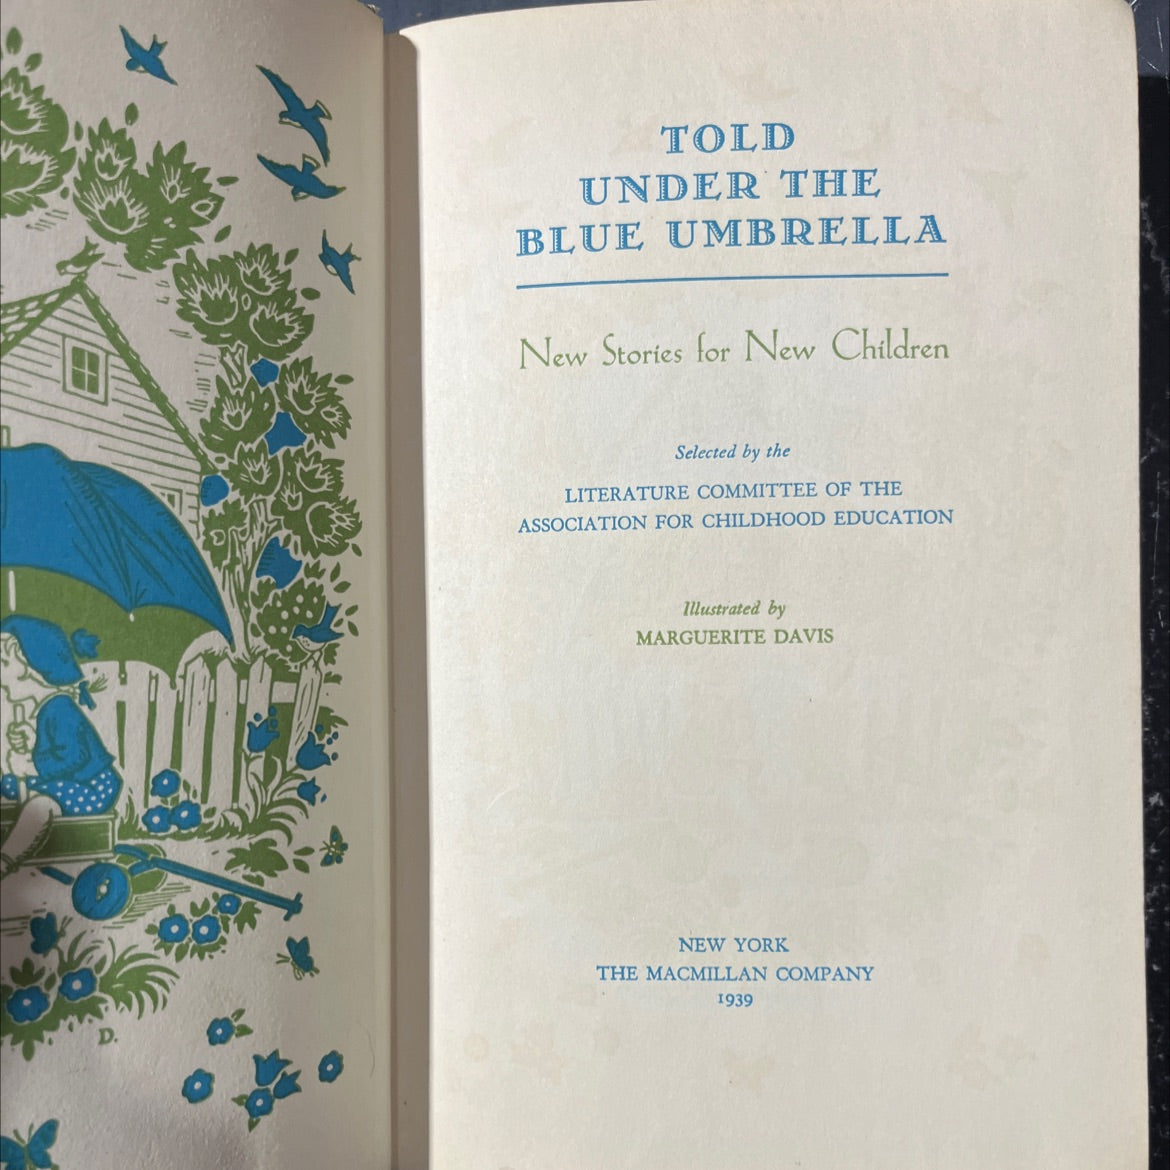 TOLD
UNDER THE
BLUE UMBRELLA
New Stories for New Children
Selected by the
LITERATURE COMMITTEE OF THE
ASSOCIATION FOR CHILDHOOD EDUCATION
Illustrated by
MARGUERITE DAVIS
NEW YORK
THE MACMILLAN COMPANY
1939
D.